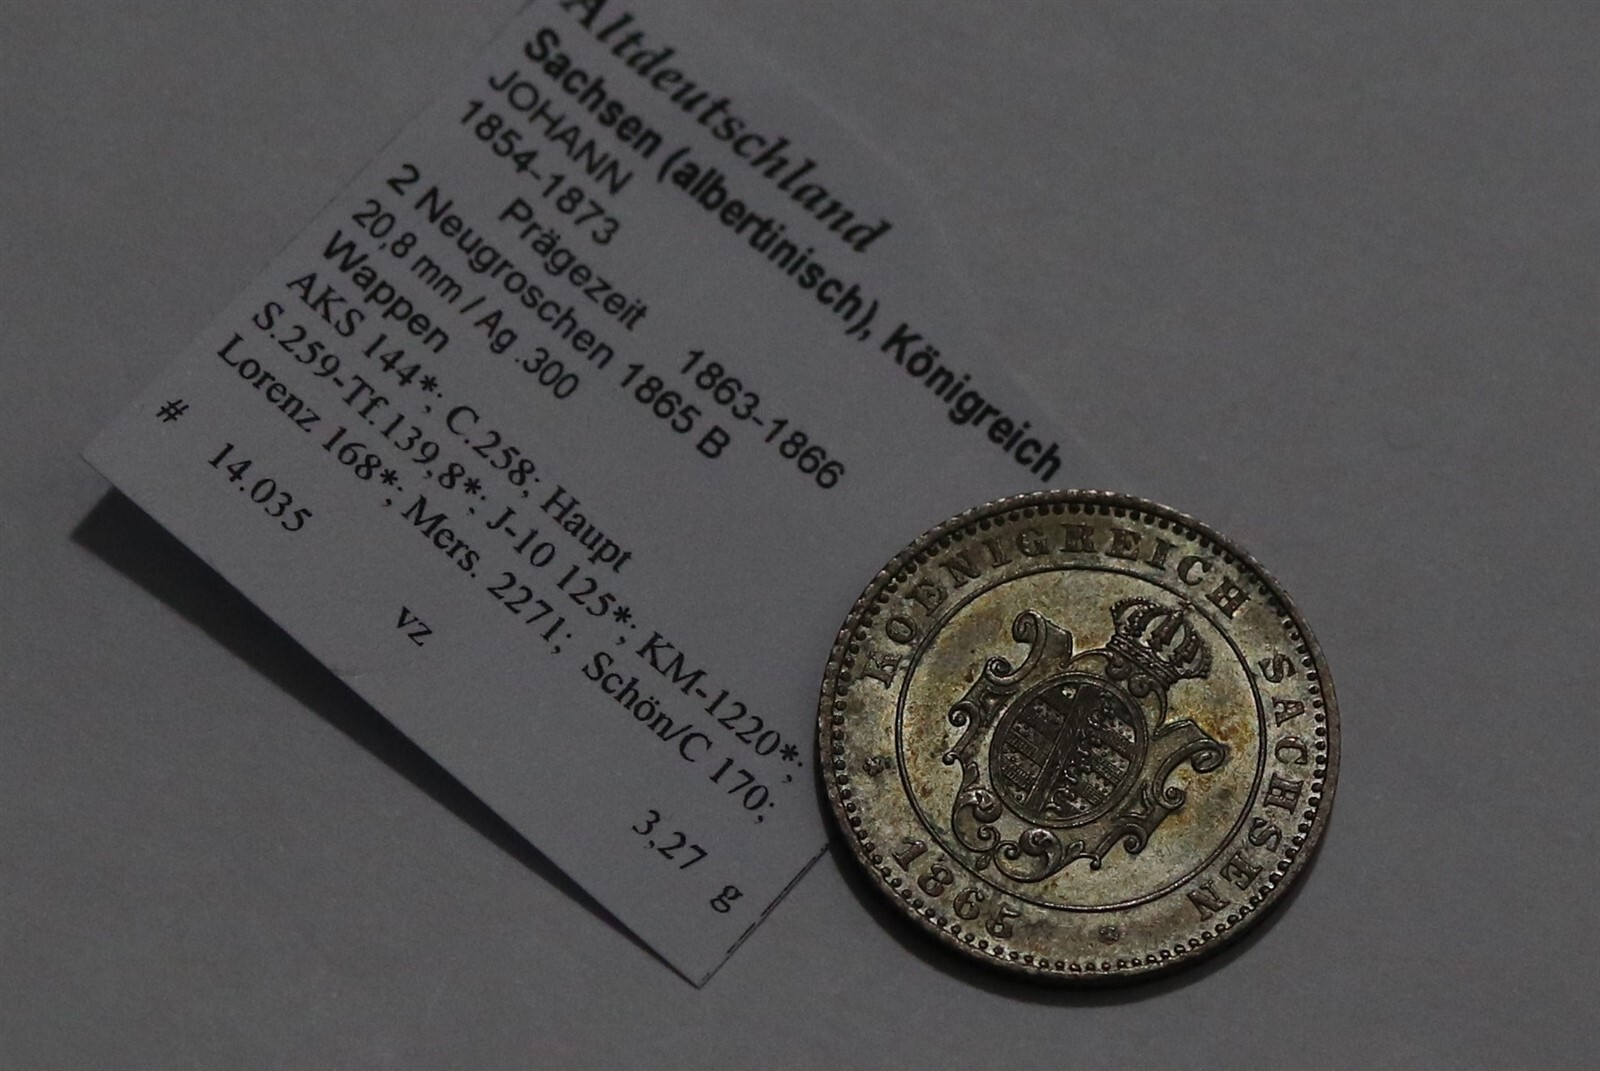 Altdeutschland
Sachsen (albertinisch), Königreich
JOHANN
1854-1873
Prägezeit 1863-1866
2 Neugroschen 1865 B
20,8 mm / Ag .300
Wappen
AKS 144*; C.258; Haupt
S.259-Tf.139,8*; J-10 125*; KM-1220*;
Lorenz 168*; Mers. 2271; Schön/C 170;
# 14.035 vz 3,27 g
KOENIGREICH SACHSEN
1865